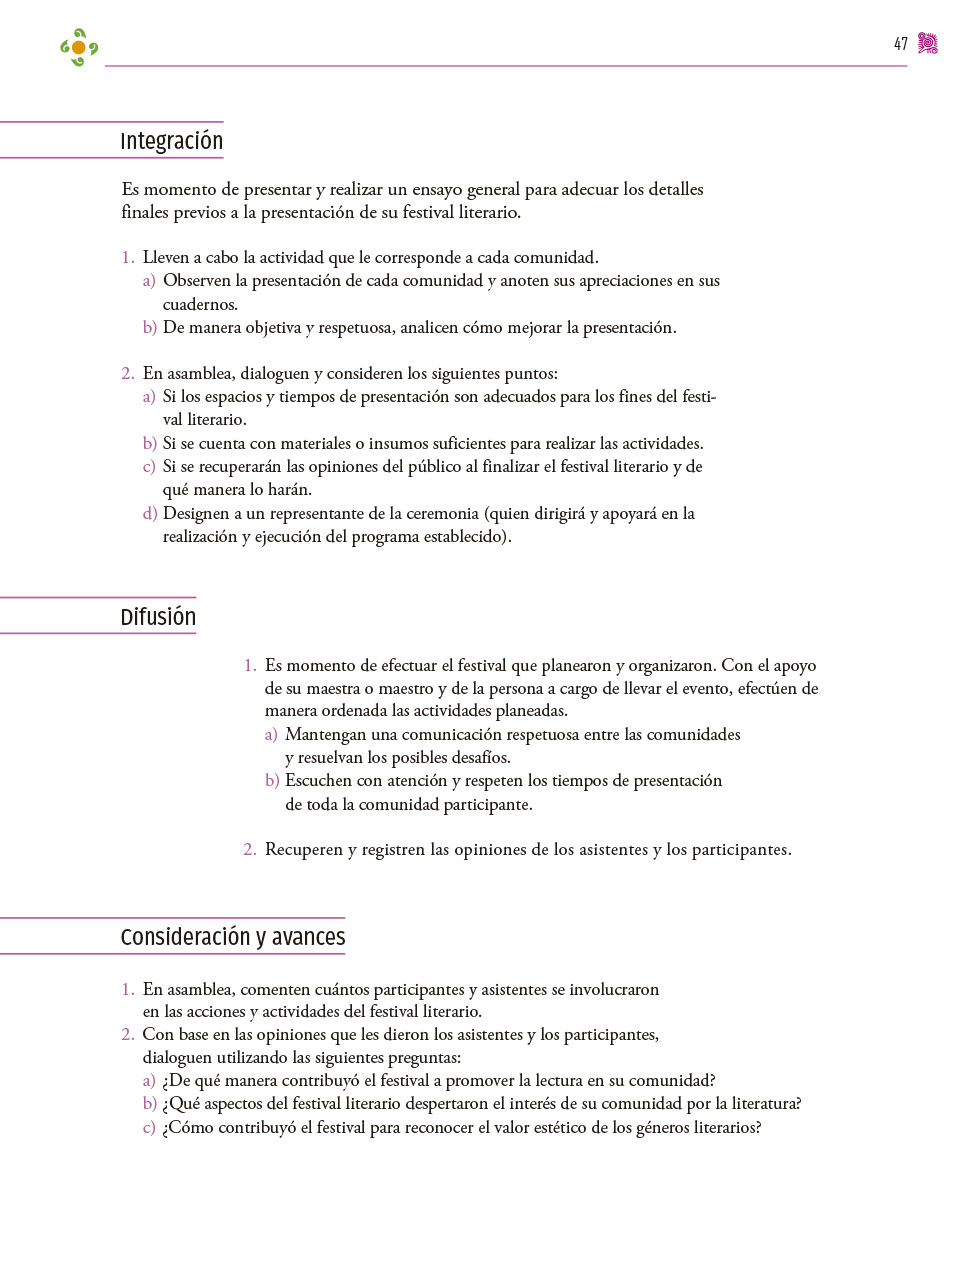 47
Integración
Es momento de presentar y realizar un ensayo general para adecuar los detalles
finales previos a la presentación de su festival literario.
1. Lleven a cabo la actividad que le corresponde a cada comunidad.
a) Observen la presentación de cada comunidad y anoten sus apreciaciones en sus
cuadernos.
b) De manera objetiva y respetuosa, analicen cómo mejorar la presentación.
2. En asamblea, dialoguen y consideren los siguientes puntos:
a) Si los espacios y tiempos de presentación son adecuados para los fines del festi-
val literario.
b) Si se cuenta con materiales o insumos suficientes para realizar las actividades.
c) Si se recuperarán las opiniones del público al finalizar el festival literario y de
qué manera lo harán.
d) Designen a un representante de la ceremonia (quien dirigirá y apoyará en la
realización y ejecución del programa establecido).
Difusión
1. Es momento de efectuar el festival que planearon y organizaron. Con el apoyo
de su maestra o maestro y de la persona a cargo de llevar el evento, efectúen de
manera ordenada las actividades planeadas.
a) Mantengan una comunicación respetuosa entre las comunidades
y resuelvan los posibles desafíos.
b) Escuchen con atención y respeten los tiempos de presentación
de toda la comunidad participante.
2. Recuperen y registren las opiniones de los asistentes y los participantes.
Consideración y avances
1. En asamblea, comenten cuántos participantes y asistentes se involucraron
en las acciones y actividades del festival literario.
2. Con base en las opiniones que les dieron los asistentes y los participantes,
dialoguen utilizando las siguientes preguntas:
a) ¿De qué manera contribuyó el festival a promover la lectura en su comunidad?
b) ¿Qué aspectos del festival literario despertaron el interés de su comunidad por la literatura?
c) ¿Cómo contribuyó el festival para reconocer el valor estético de los géneros literarios?